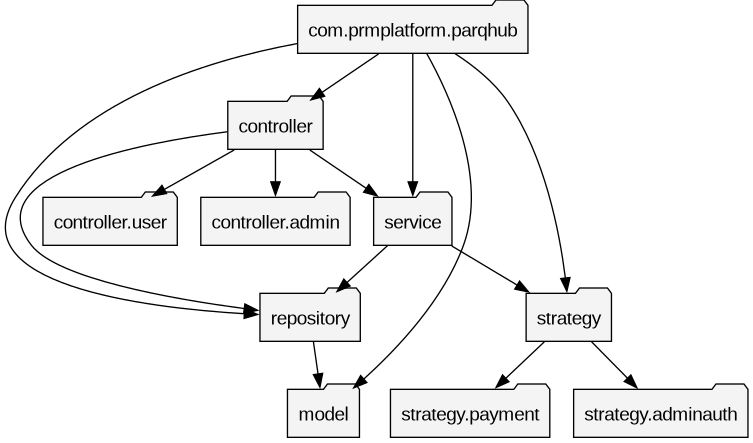 com.prmplatform.parqhub
controller
controller.user
controller.admin
service
repository
strategy
model
strategy.payment
strategy.adminauth